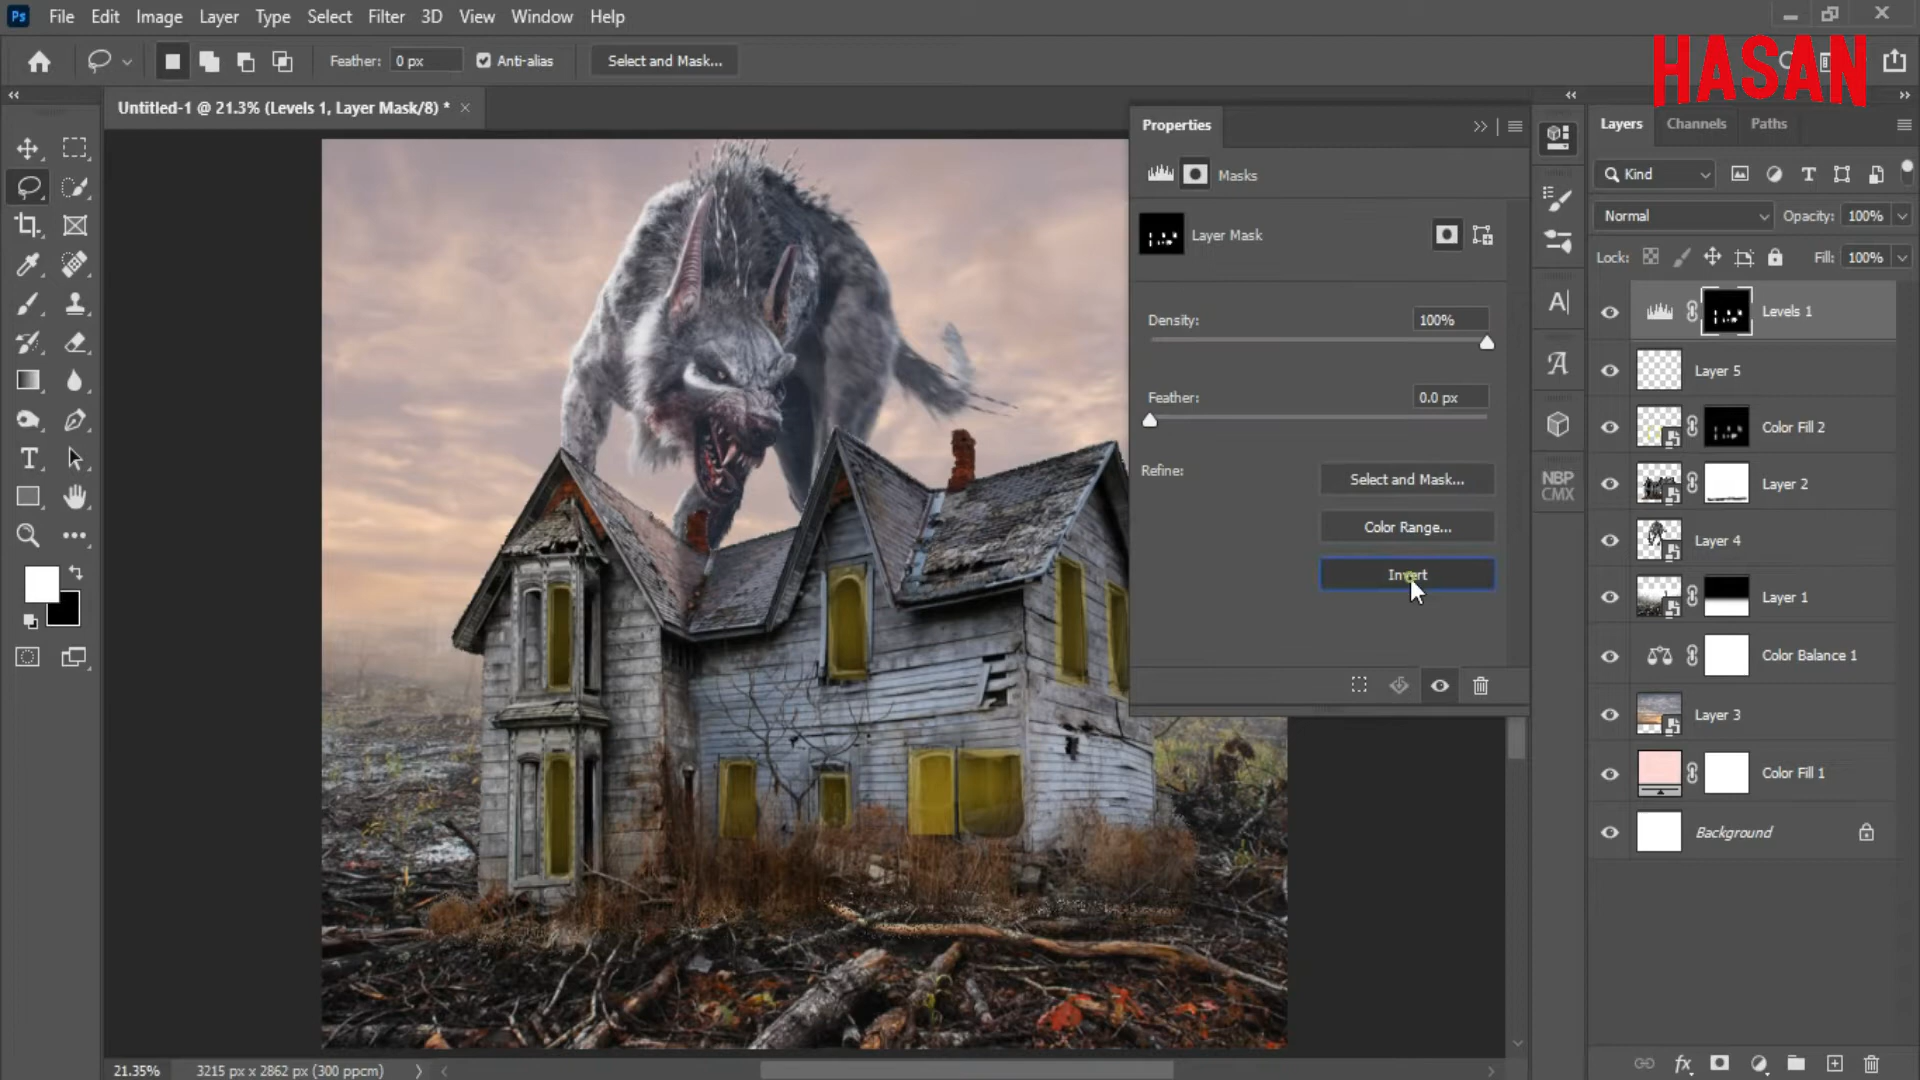 Ps File Edit Image Layer Type Select Filter 3D View Window Help
Feather: 0 px Anti-alias Select and Mask...
HASAN
Untitled-1 @ 21.3% (Levels 1, Layer Mask/8) *
Properties
Masks
Layer Mask
Density: 100%
Feather: 0.0 px
Refine:
Select and Mask...
Color Range...
Invert
NBP
CMX
Layers Channels Paths
Kind
Normal Opacity: 100%
Lock: Fill: 100%
Levels 1
Layer 5
Color Fill 2
Layer 2
Layer 4
Layer 1
Color Balance 1
Layer 3
Color Fill 1
Background
21.35% 3215 px x 2862 px (300 ppcm)